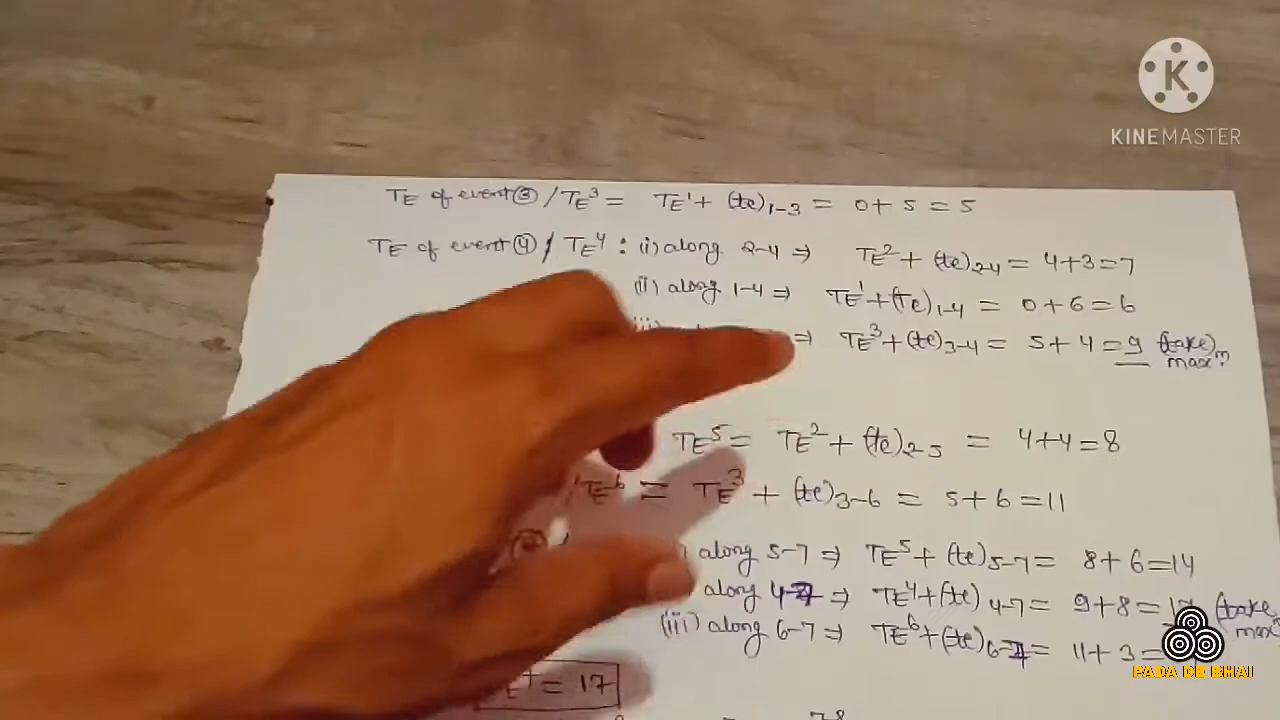 KINEMASTER
TE of event ③ / TE³ = TE¹ + (te)₁₋₃ = 0 + 5 = 5
TE of event ④ / TE⁴ : (i) along 2-4 ⇒ TE² + (te)₂₋₄ = 4+3=7
(ii) along 1-4 ⇒ TE¹+(TE)₁₋₄ = 0+6=6
⇒ TE³+(te)₃₋₄ = 5+4=9 (take) maxᵐ
TE⁵ = TE² + (te)₂₋₅ = 4+4=8
/TE⁶ = TE³ + (te)₃₋₆ = 5+6=11
along 5-7 ⇒ TE⁵+(te)₅₋₇ = 8+6=14
along 4-7 ⇒ TE⁴+(te)₄₋₇ = 9+8=17 (take max
(iii) along 6-7 ⇒ TE⁶+(te)₆₋₇ = 11+3=
= 17
PADA DE BHAI